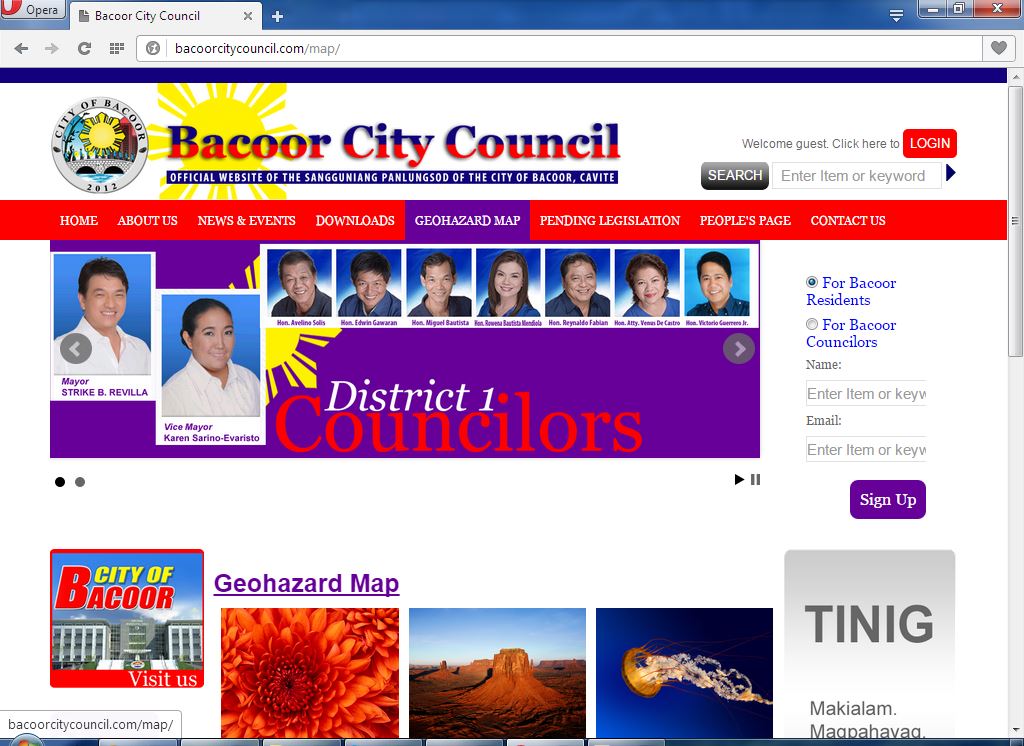 Opera
Bacoor City Council
bacoorcitycouncil.com/map/
CITY OF BACOOR
2012
Bacoor City Council
OFFICIAL WEBSITE OF THE SANGGUNIANG PANLUNGSOD OF THE CITY OF BACOOR, CAVITE
Welcome guest. Click here to LOGIN
SEARCH Enter Item or keyword
HOME ABOUT US NEWS & EVENTS DOWNLOADS GEOHAZARD MAP PENDING LEGISLATION PEOPLE'S PAGE CONTACT US
Hon. Avelino Solis Hon. Edwin Gawaran Hon. Miguel Bautista Hon. Rowena Bautista Mendiola Hon. Reynaldo Fabian Hon. Atty. Venus De Castro Hon. Victorio Guerrero Jr.
Mayor
STRIKE B. REVILLA
Vice Mayor
Karen Sarino-Evaristo
District 1
Councilors
For Bacoor
Residents
For Bacoor
Councilors
Name:
Enter Item or keyw
Email:
Enter Item or keyw
Sign Up
CITY OF
BACOOR
Visit us
Geohazard Map
TINIG
Makialam.
Magpahayag.
bacoorcitycouncil.com/map/